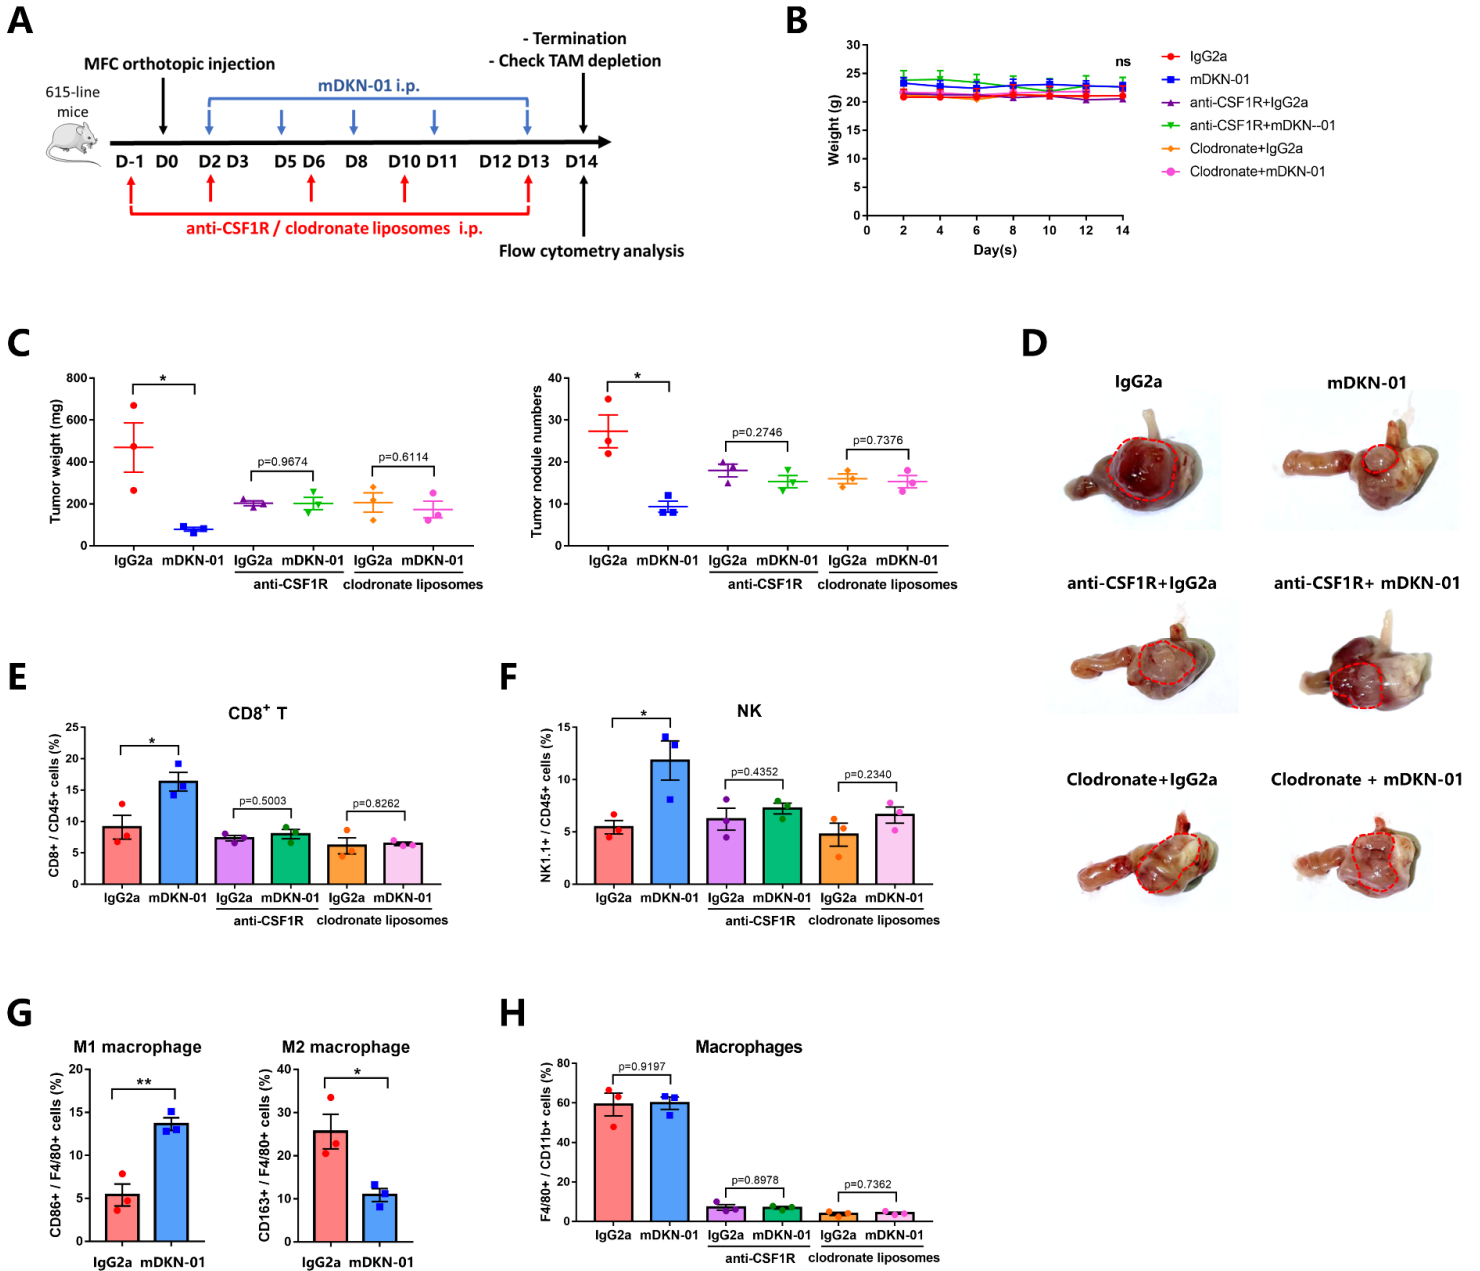 A
MFC orthotopic injection
615-line
mice
mDKN-01 i.p.
- Termination
- Check TAM depletion
D-1 D0 D2 D3 D5 D6 D8 D10 D11 D12 D13 D14
anti-CSF1R / clodronate liposomes i.p.
Flow cytometry analysis
B
30
25
20
15
10
5
0
Weight (g)
0 2 4 6 8 10 12 14
Day(s)
ns
IgG2a
mDKN-01
anti-CSF1R+IgG2a
anti-CSF1R+mDKN--01
Clodronate+IgG2a
Clodronate+mDKN-01
C
Tumor weight (mg)
800
600
400
200
0
*
p=0.9674
p=0.6114
IgG2a mDKN-01 IgG2a mDKN-01 IgG2a mDKN-01
anti-CSF1R clodronate liposomes
Tumor nodule numbers
40
30
20
10
0
*
p=0.2746
p=0.7376
IgG2a mDKN-01 IgG2a mDKN-01 IgG2a mDKN-01
anti-CSF1R clodronate liposomes
D
IgG2a mDKN-01
anti-CSF1R+IgG2a anti-CSF1R+ mDKN-01
Clodronate+IgG2a Clodronate + mDKN-01
E
CD8+ T
CD8+ / CD45+ cells (%)
25
20
15
10
5
0
*
p=0.5003
p=0.8262
IgG2a mDKN-01 IgG2a mDKN-01 IgG2a mDKN-01
anti-CSF1R clodronate liposomes
F
NK
NK1.1+ / CD45+ cells (%)
15
10
5
0
*
p=0.4352
p=0.2340
IgG2a mDKN-01 IgG2a mDKN-01 IgG2a mDKN-01
anti-CSF1R clodronate liposomes
G
M1 macrophage
CD86+ / F4/80+ cells (%)
20
15
10
5
0
**
IgG2a mDKN-01
M2 macrophage
CD163+ / F4/80+ cells (%)
40
30
20
10
0
*
IgG2a mDKN-01
H
Macrophages
F4/80+ / CD11b+ cells (%)
80
60
40
20
0
p=0.9197
p=0.8978
p=0.7362
IgG2a mDKN-01 IgG2a mDKN-01 IgG2a mDKN-01
anti-CSF1R clodronate liposomes